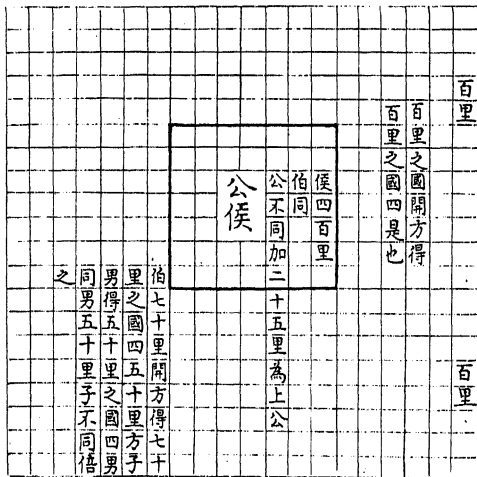 百里
百里
百里之國開方得
百里之國四是也
侯四百里
伯同
公不同加二十五里為上公
公侯
伯七十里開方得七十
里之國四五十里方子
男得五十里之國四男
同男五十里子不同倍
之